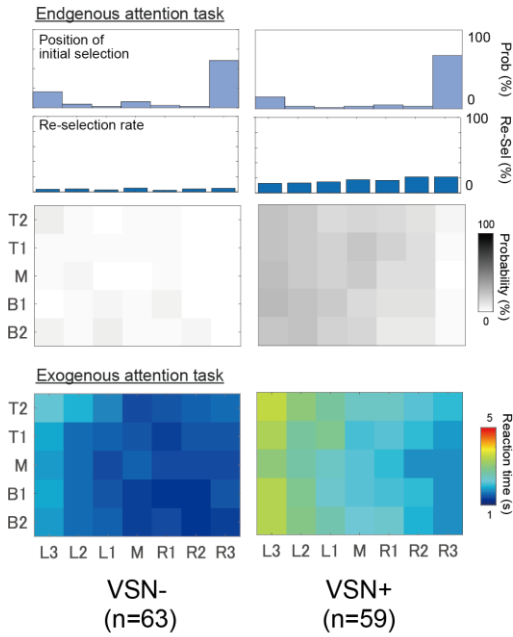 Endogenous attention task
Position of
initial selection
100
0
Prob (%)
Re-selection rate
100
0
Re-Sel (%)
T2
T1
M
B1
B2
100
0
Probability (%)
Exogenous attention task
T2
T1
M
B1
B2
5
1
Reaction time (s)
L3 L2 L1 M R1 R2 R3
L3 L2 L1 M R1 R2 R3
VSN-
(n=63)
VSN+
(n=59)